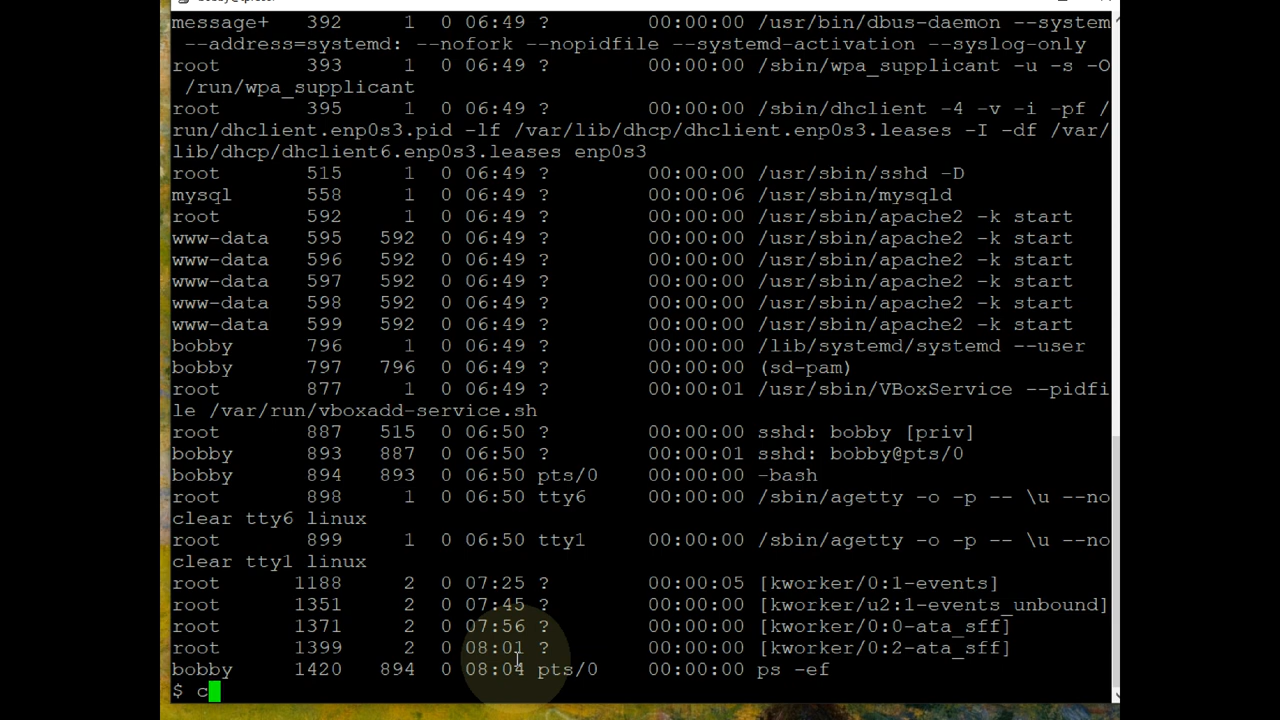 message+ 392 1 0 06:49 ? 00:00:00 /usr/bin/dbus-daemon --system
--address=systemd: --nofork --nopidfile --systemd-activation --syslog-only
root 393 1 0 06:49 ? 00:00:00 /sbin/wpa_supplicant -u -s -O
/run/wpa_supplicant
root 395 1 0 06:49 ? 00:00:00 /sbin/dhclient -4 -v -i -pf /
run/dhclient.enp0s3.pid -lf /var/lib/dhcp/dhclient.enp0s3.leases -I -df /var/
lib/dhcp/dhclient6.enp0s3.leases enp0s3
root 515 1 0 06:49 ? 00:00:00 /usr/sbin/sshd -D
mysql 558 1 0 06:49 ? 00:00:06 /usr/sbin/mysqld
root 592 1 0 06:49 ? 00:00:00 /usr/sbin/apache2 -k start
www-data 595 592 0 06:49 ? 00:00:00 /usr/sbin/apache2 -k start
www-data 596 592 0 06:49 ? 00:00:00 /usr/sbin/apache2 -k start
www-data 597 592 0 06:49 ? 00:00:00 /usr/sbin/apache2 -k start
www-data 598 592 0 06:49 ? 00:00:00 /usr/sbin/apache2 -k start
www-data 599 592 0 06:49 ? 00:00:00 /usr/sbin/apache2 -k start
bobby 796 1 0 06:49 ? 00:00:00 /lib/systemd/systemd --user
bobby 797 796 0 06:49 ? 00:00:00 (sd-pam)
root 877 1 0 06:49 ? 00:00:01 /usr/sbin/VBoxService --pidfi
le /var/run/vboxadd-service.sh
root 887 515 0 06:50 ? 00:00:00 sshd: bobby [priv]
bobby 893 887 0 06:50 ? 00:00:01 sshd: bobby@pts/0
bobby 894 893 0 06:50 pts/0 00:00:00 -bash
root 898 1 0 06:50 tty6 00:00:00 /sbin/agetty -o -p -- \u --no
clear tty6 linux
root 899 1 0 06:50 tty1 00:00:00 /sbin/agetty -o -p -- \u --no
clear tty1 linux
root 1188 2 0 07:25 ? 00:00:05 [kworker/0:1-events]
root 1351 2 0 07:45 ? 00:00:00 [kworker/u2:1-events_unbound]
root 1371 2 0 07:56 ? 00:00:00 [kworker/0:0-ata_sff]
root 1399 2 0 08:01 ? 00:00:00 [kworker/0:2-ata_sff]
bobby 1420 894 0 08:04 pts/0 00:00:00 ps -ef
$ c